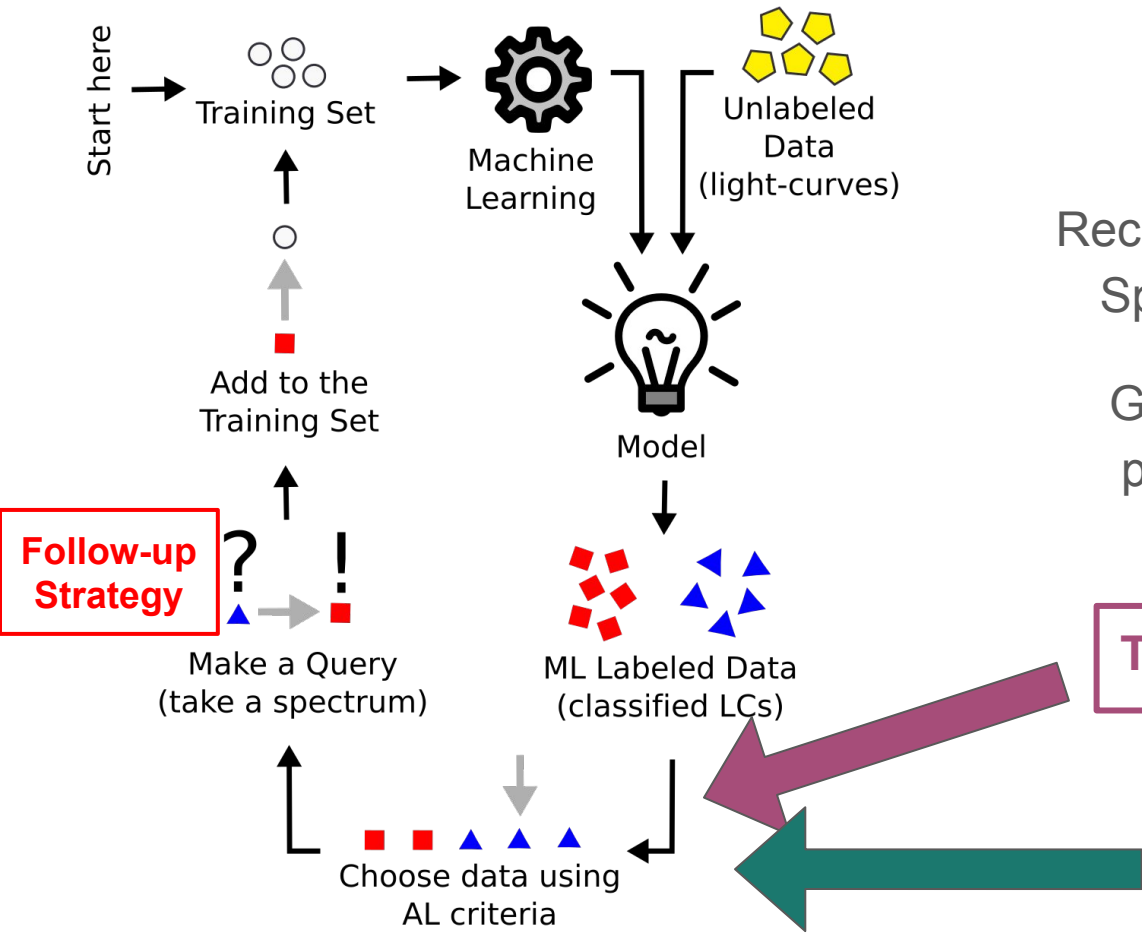 Start here
Training Set
Machine
Learning
Unlabeled
Data
(light-curves)
Model
ML Labeled Data
(classified LCs)
Choose data using
AL criteria
Make a Query
(take a spectrum)
?
!
Follow-up
Strategy
Add to the
Training Set